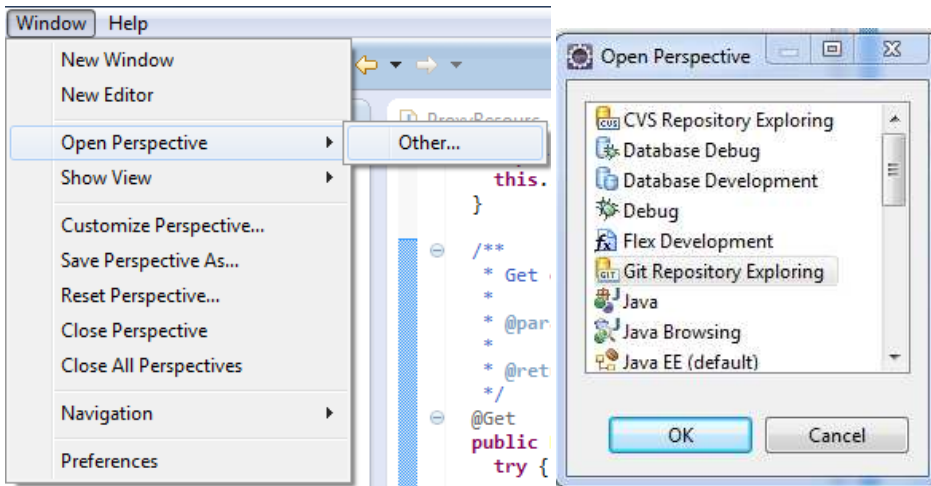 Window Help
New Window
New Editor
Open Perspective
Other...
Show View
Customize Perspective...
Save Perspective As...
Reset Perspective...
Close Perspective
Close All Perspectives
Navigation
Preferences
this.
}
/**
* Get
*
* @par
*
* @ret
*/
@Get
public
try {
Open Perspective
CVS Repository Exploring
Database Debug
Database Development
Debug
Flex Development
Git Repository Exploring
Java
Java Browsing
Java EE (default)
OK Cancel